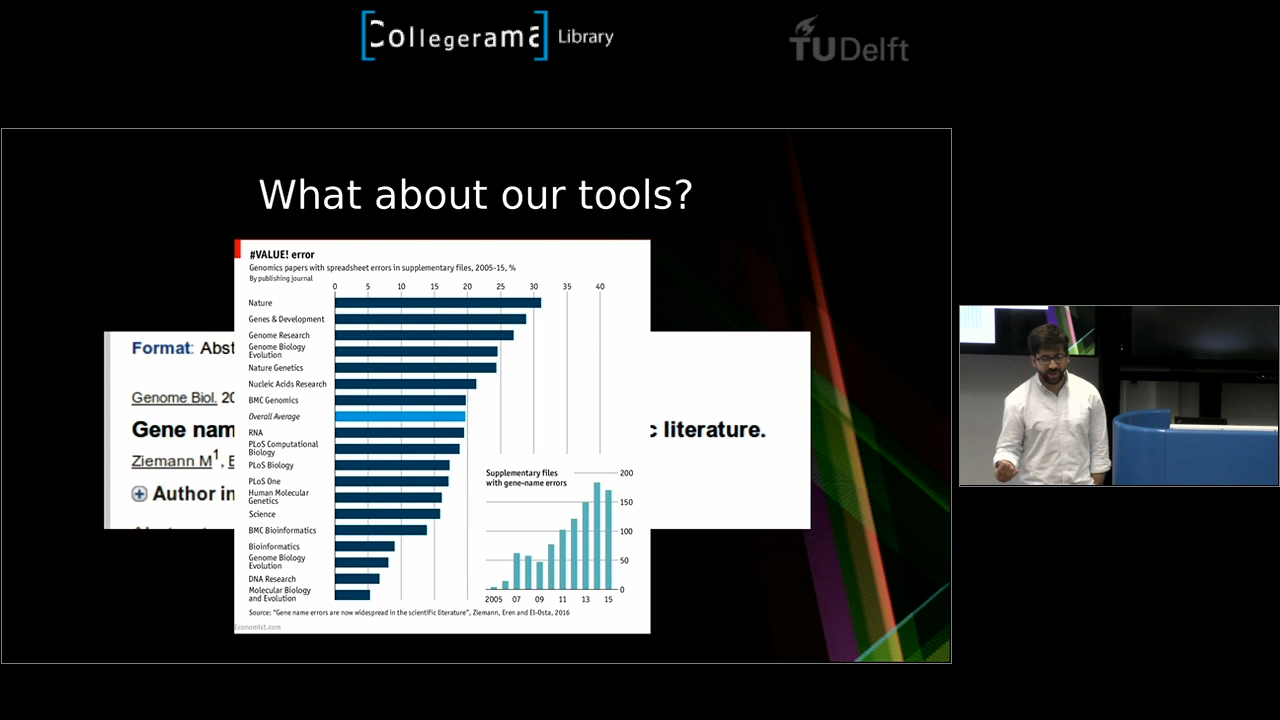 Collegerama Library
TU Delft
What about our tools?
#VALUE! error
Genomics papers with spreadsheet errors in supplementary files, 2005-15, %
By publishing journal
0 5 10 15 20 25 30 35 40
Nature
Genes & Development
Genome Research
Genome Biology
Evolution
Nature Genetics
Nucleic Acids Research
BMC Genomics
Overall Average
RNA
PLoS Computational
Biology
PLoS Biology
PLoS One
Human Molecular
Genetics
Science
BMC Bioinformatics
Bioinformatics
Genome Biology
Evolution
DNA Research
Molecular Biology
and Evolution
Supplementary files
with gene-name errors
200
150
100
50
0
2005 07 09 11 13 15
Source: "Gene name errors are now widespread in the scientific literature", Ziemann, Eren and El-Osta, 2016
Economist.com
Format: Abst
Genome Biol. 20
Gene nam
c literature.
Ziemann M1, E
Author in